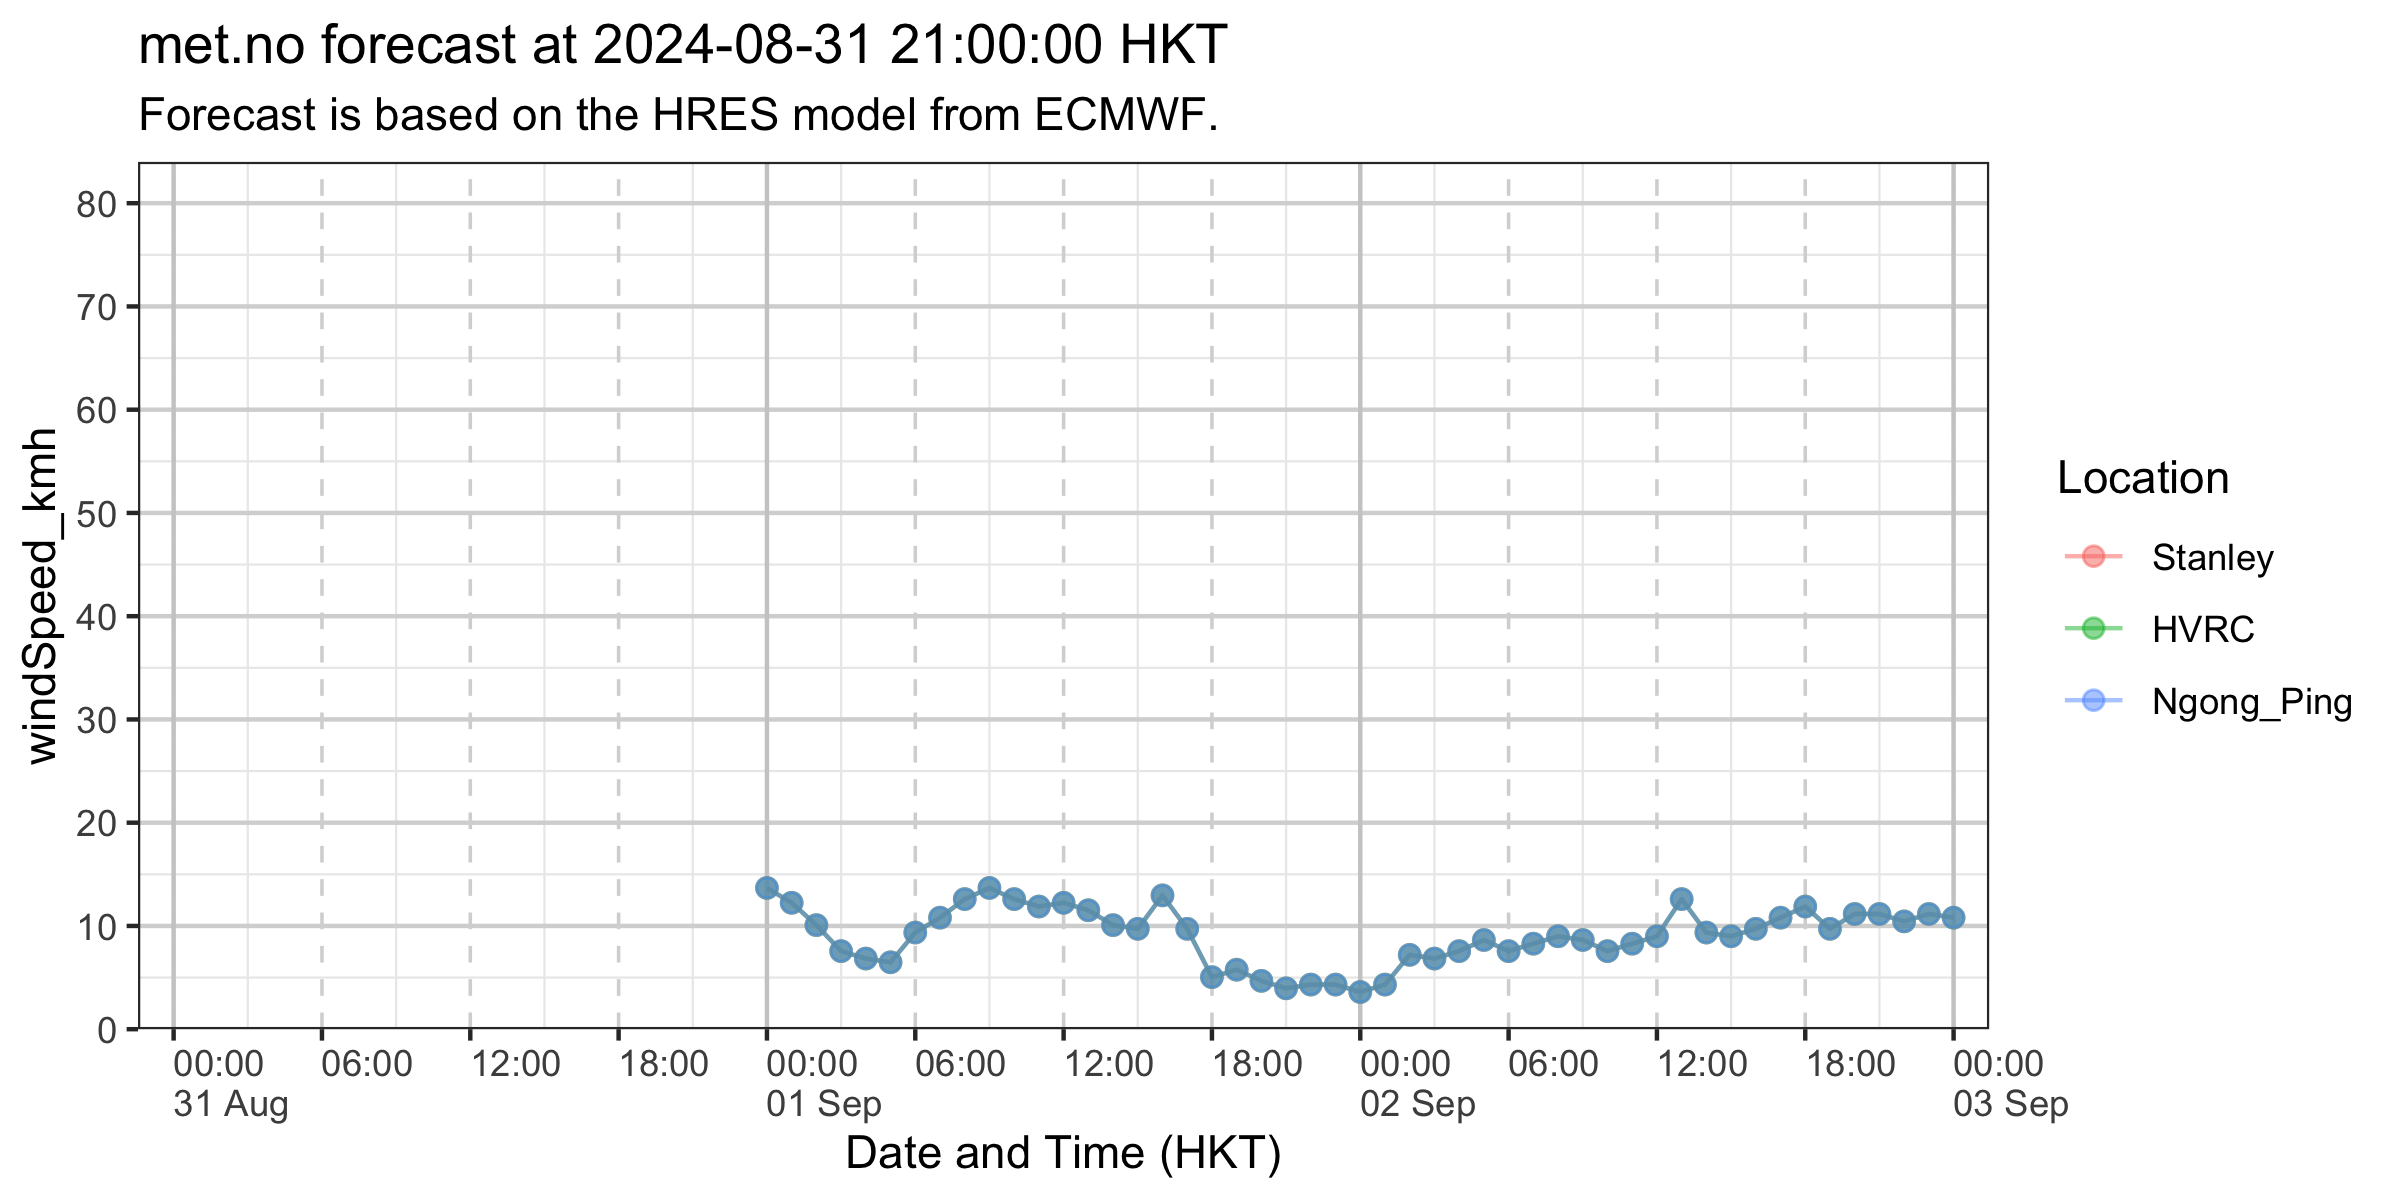 met.no forecast at 2024-08-31 21:00:00 HKT
Forecast is based on the HRES model from ECMWF.
windSpeed_kmh
80
70
60
50
40
30
20
10
0
00:00 06:00 12:00 18:00 00:00 06:00 12:00 18:00 00:00 06:00 12:00 18:00 00:00
31 Aug 01 Sep 02 Sep 03 Sep
Date and Time (HKT)
Location
Stanley
HVRC
Ngong_Ping